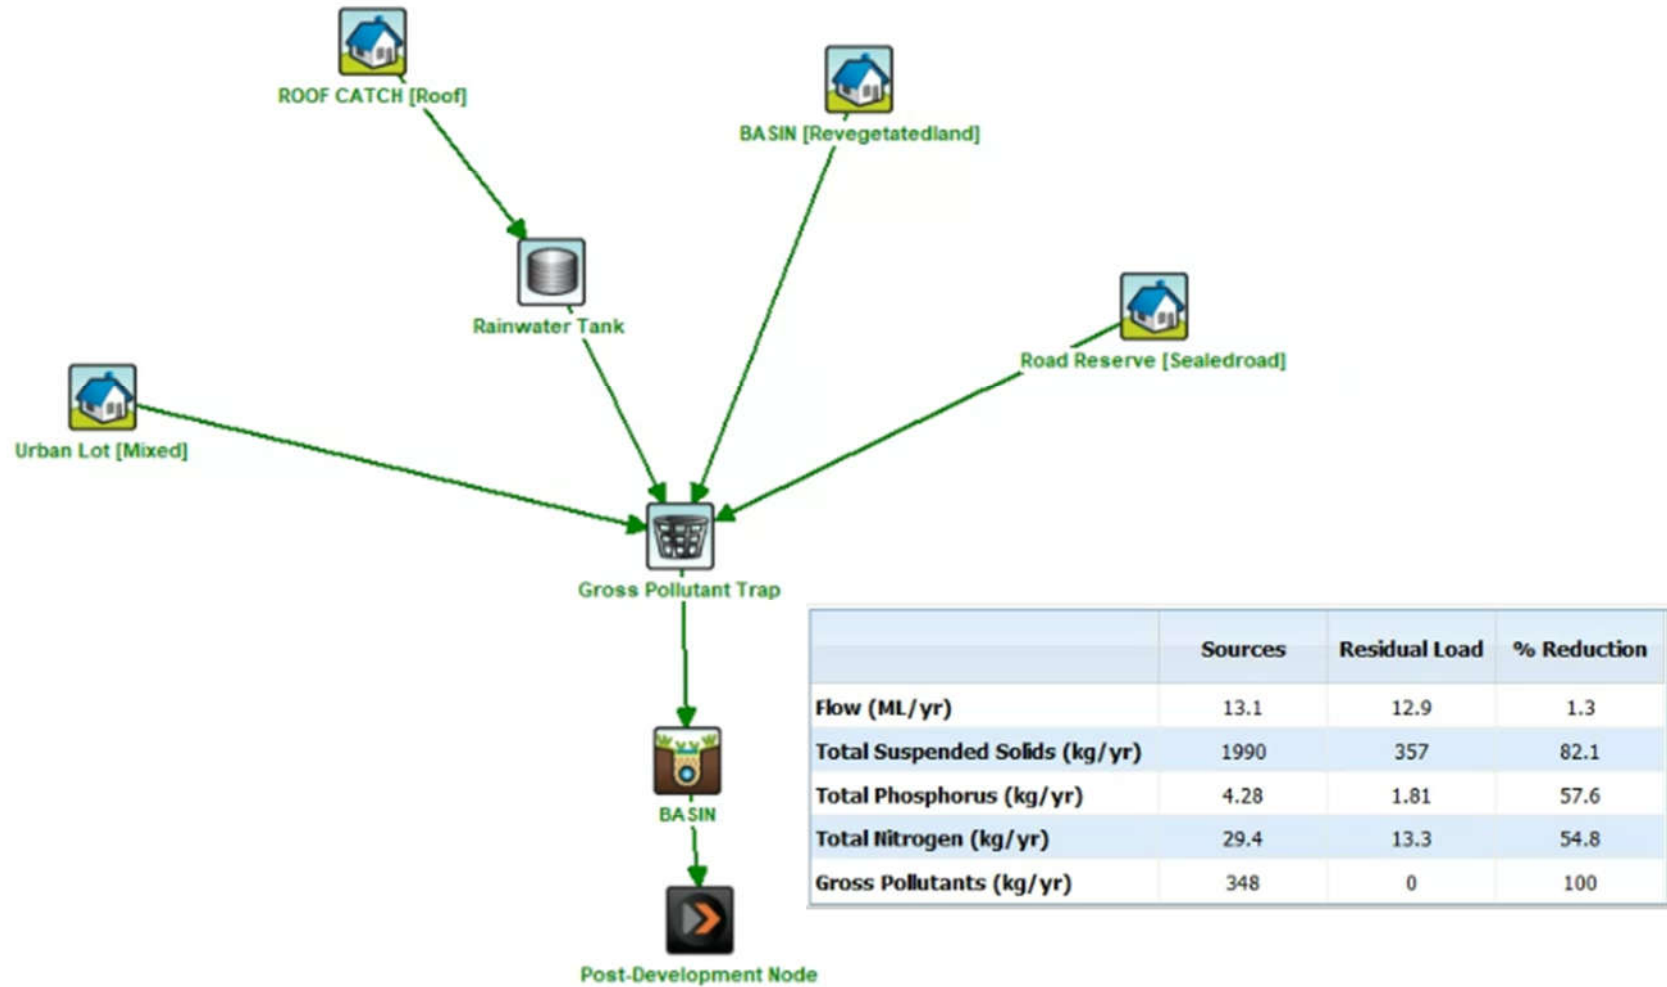 ROOF CATCH [Roof]
BASIN [Revegetatedland]
Rainwater Tank
Road Reserve [Sealedroad]
Urban Lot [Mixed]
Gross Pollutant Trap
BASIN
Post-Development Node
Sources Residual Load % Reduction
Flow (ML/yr) 13.1 12.9 1.3
Total Suspended Solids (kg/yr) 1990 357 82.1
Total Phosphorus (kg/yr) 4.28 1.81 57.6
Total Nitrogen (kg/yr) 29.4 13.3 54.8
Gross Pollutants (kg/yr) 348 0 100